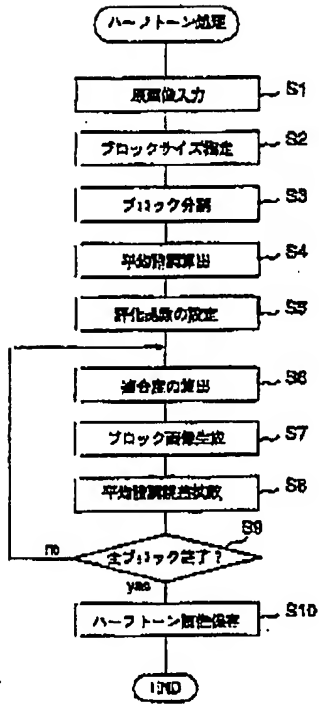 ハーフトーン処理
原画像入力
S1
ブロックサイズ指定
S2
ブロック分割
S3
平均階調算出
S4
評価関数の設定
S5
適合度の算出
S6
ブロック画像生成
S7
平均階調誤差拡散
S8
全ブロック終了?
S9
no
yes
ハーフトーン画像保存
S10
END